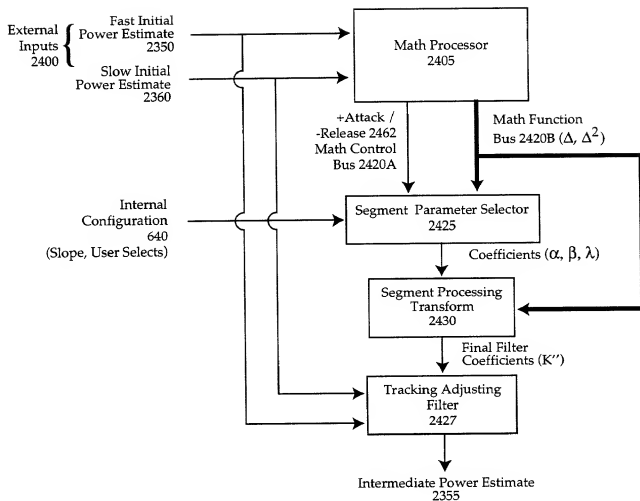 External
Inputs
2400
Fast Initial
Power Estimate
2350
Slow Initial
Power Estimate
2360
Math Processor
2405
+Attack /
-Release 2462
Math Control
Bus 2420A
Math Function
Bus 2420B (Δ, Δ²)
Internal
Configuration
640
(Slope, User Selects)
Segment Parameter Selector
2425
Coefficients (α, β, λ)
Segment Processing
Transform
2430
Final Filter
Coefficients (K'')
Tracking Adjusting
Filter
2427
Intermediate Power Estimate
2355